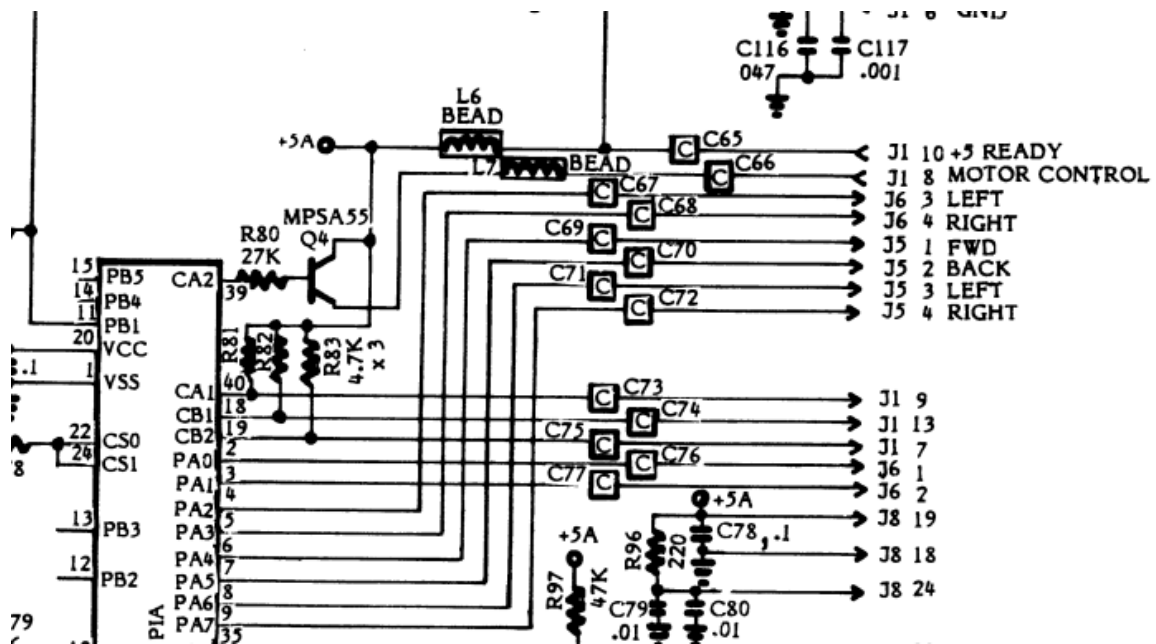 J1 6 GND
C116 C117
047 .001
L6
BEAD
+5A
C65
J1 10 +5 READY
L7 BEAD
C66
J1 8 MOTOR CONTROL
C67
J6 3 LEFT
C68
J6 4 RIGHT
MPSA55
Q4
R80
27K
C69
J5 1 FWD
C70
J5 2 BACK
C71
J5 3 LEFT
C72
J5 4 RIGHT
15 PB5
CA2 39
14 PB4
11 PB1
20 VCC
1 VSS
.1
R81
R82
R83
4.7K
x 3
CA1 40
C73
J1 9
CB1 18
C74
J1 13
CB2 19
C75
J1 7
22 CS0
24 CS1
8
PA0 2
C76
J6 1
PA1 3
C77
J6 2
PA2 4
PA3 5
PA4 6
PA5 7
PA6 8
PA7 9
35
13 PB3
12 PB2
PIA
79
+5A
R97
47K
+5A
R96
220
C78, .1
J8 19
J8 18
J8 24
C79
.01
C80
.01
C
C
C
C
C
C
C
C
C
C
C
C
C